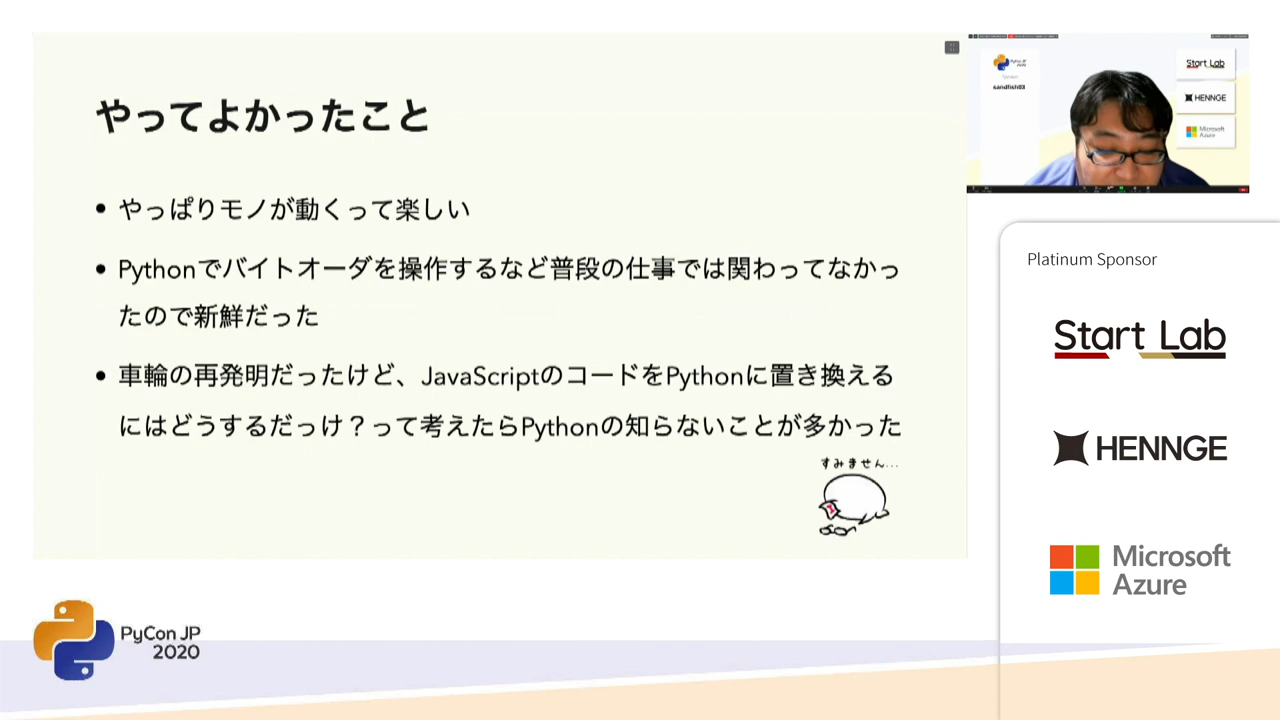 やってよかったこと
• やっぱりモノが動くって楽しい
• Pythonでバイトオーダを操作するなど普段の仕事では関わってなかっ
たので新鮮だった
• 車輪の再発明だったけど、JavaScriptのコードをPythonに置き換える
にはどうするだっけ？って考えたらPythonの知らないことが多かった
すみません...
PyCon JP
2020
sandfish03
Start Lab
HENNGE
Microsoft
Azure
Platinum Sponsor
Start Lab
HENNGE
Microsoft
Azure
PyCon JP
2020